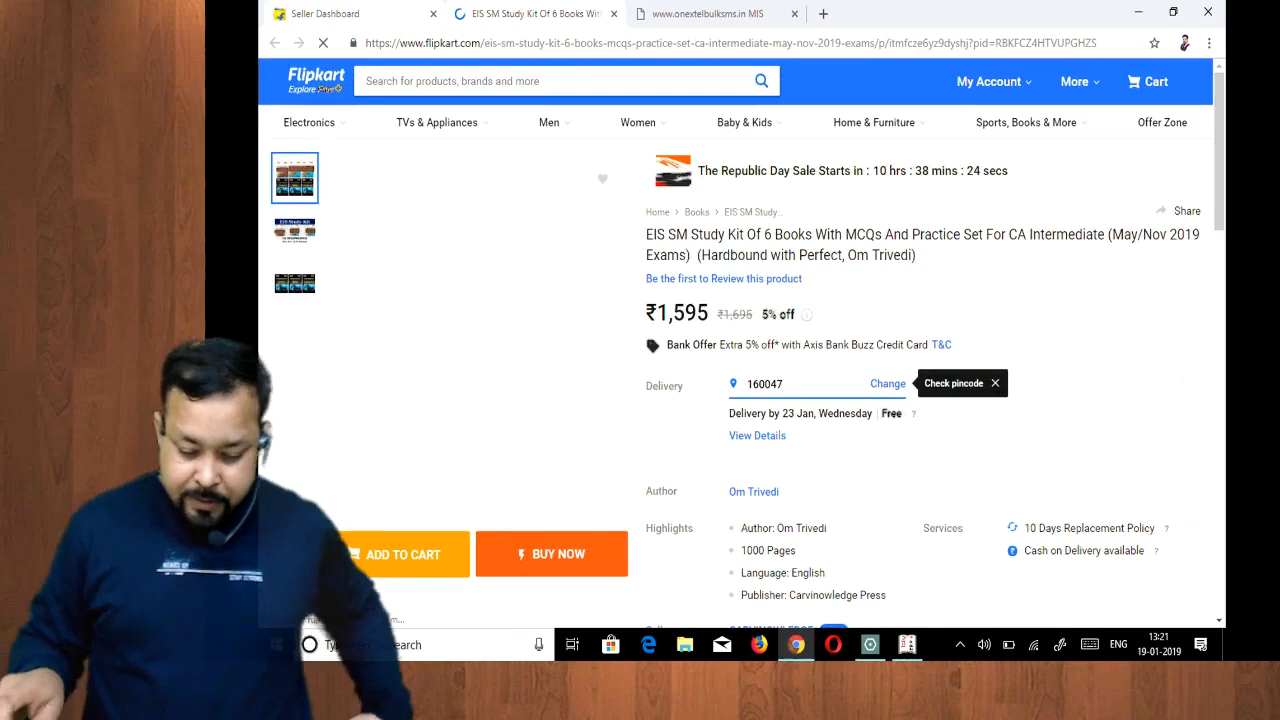 Seller Dashboard
EIS SM Study Kit Of 6 Books With
www.onextelbulksms.in MIS
https://www.flipkart.com/eis-sm-study-kit-6-books-mcqs-practice-set-ca-intermediate-may-nov-2019-exams/p/itmfcze6yz9dyshj?pid=RBKFCZ4HTVUPGHZS
Flipkart
Explore Plus
Search for products, brands and more
My Account
More
Cart
Electronics
TVs & Appliances
Men
Women
Baby & Kids
Home & Furniture
Sports, Books & More
Offer Zone
The Republic Day Sale Starts in : 10 hrs : 38 mins : 24 secs
Home > Books > EIS SM Study...
Share
EIS SM Study Kit Of 6 Books With MCQs And Practice Set For CA Intermediate (May/Nov 2019
Exams) (Hardbound with Perfect, Om Trivedi)
Be the first to Review this product
₹1,595 ₹1,695 5% off
Bank Offer Extra 5% off* with Axis Bank Buzz Credit Card T&C
Delivery
160047
Change
Check pincode
Delivery by 23 Jan, Wednesday | Free ?
View Details
EIS Study Kit
Author
Om Trivedi
Highlights
Author: Om Trivedi
1000 Pages
Language: English
Publisher: Carvinowledge Press
Services
10 Days Replacement Policy ?
Cash on Delivery available ?
ADD TO CART
BUY NOW
search
ENG
13:21
19-01-2019